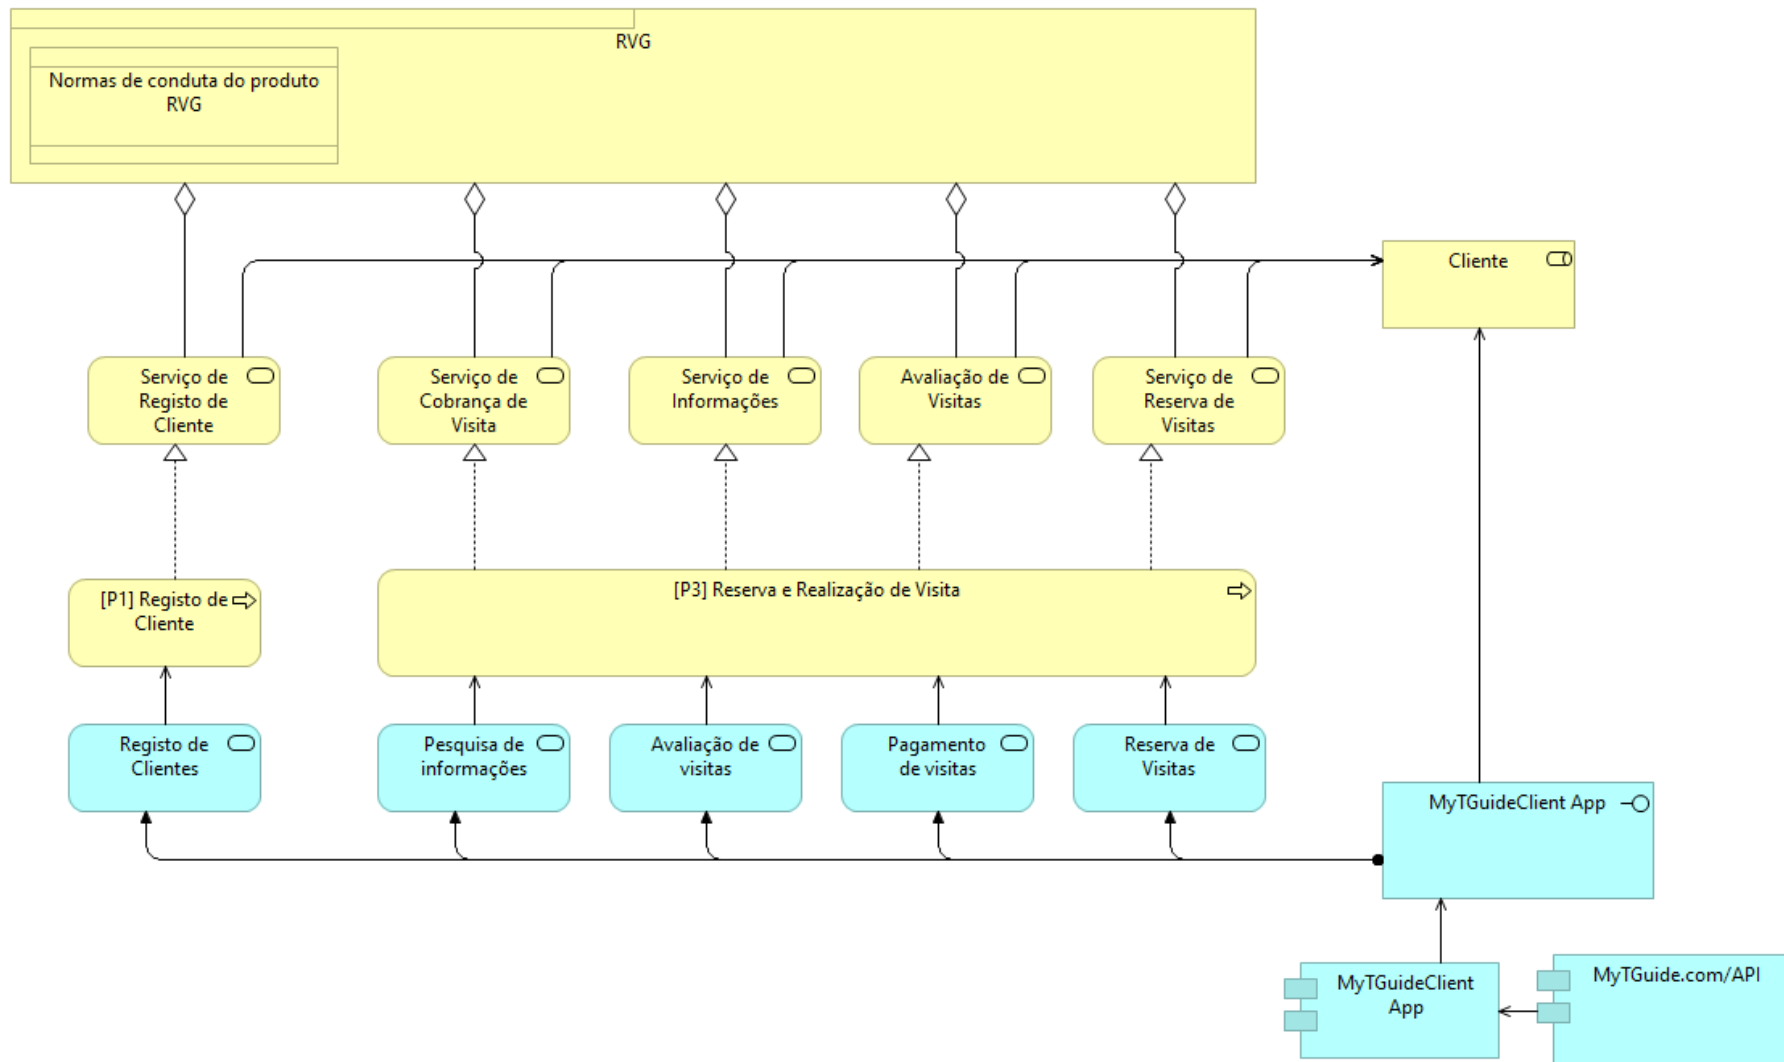 RVG
Normas de conduta do produto
RVG
Cliente
Serviço de
Registo de
Cliente
Serviço de
Cobrança de
Visita
Serviço de
Informações
Avaliação de
Visitas
Serviço de
Reserva de
Visitas
[P1] Registo de
Cliente
[P3] Reserva e Realização de Visita
Registo de
Clientes
Pesquisa de
informações
Avaliação de
visitas
Pagamento
de visitas
Reserva de
Visitas
MyTGuideClient App
MyTGuideClient
App
MyTGuide.com/API